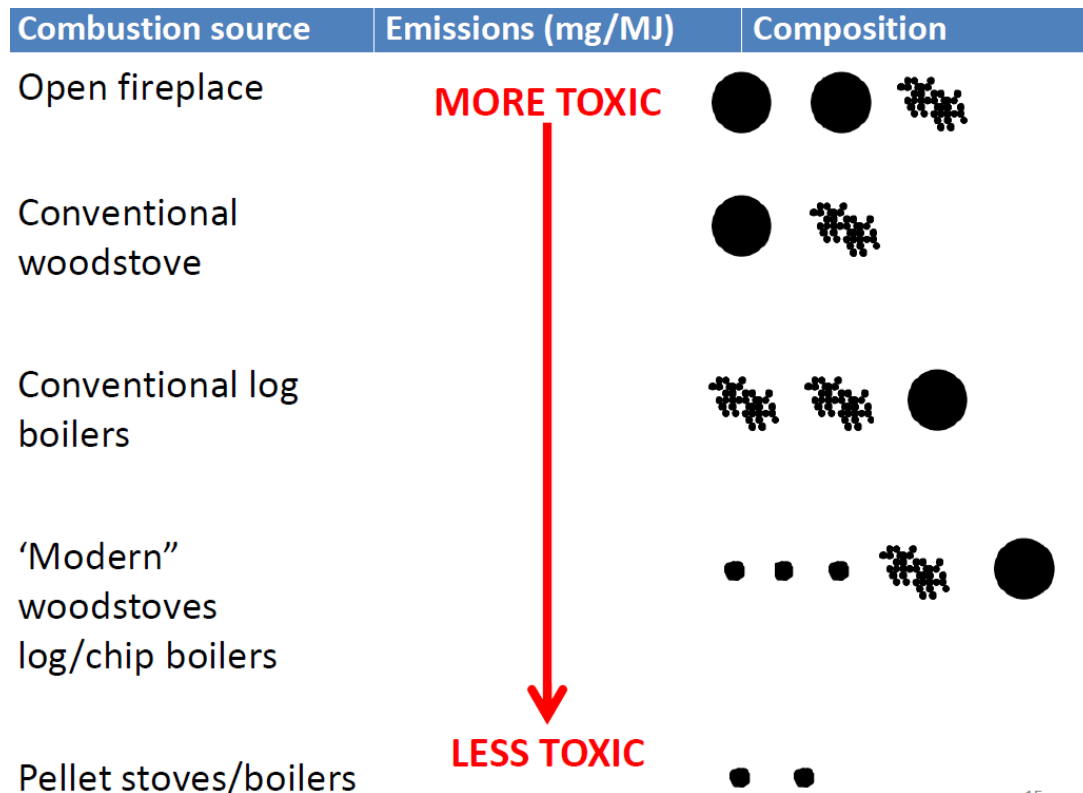 Combustion source Emissions (mg/MJ) Composition
Open fireplace
MORE TOXIC
Conventional
woodstove
Conventional log
boilers
‘Modern”
woodstoves
log/chip boilers
LESS TOXIC
Pellet stoves/boilers